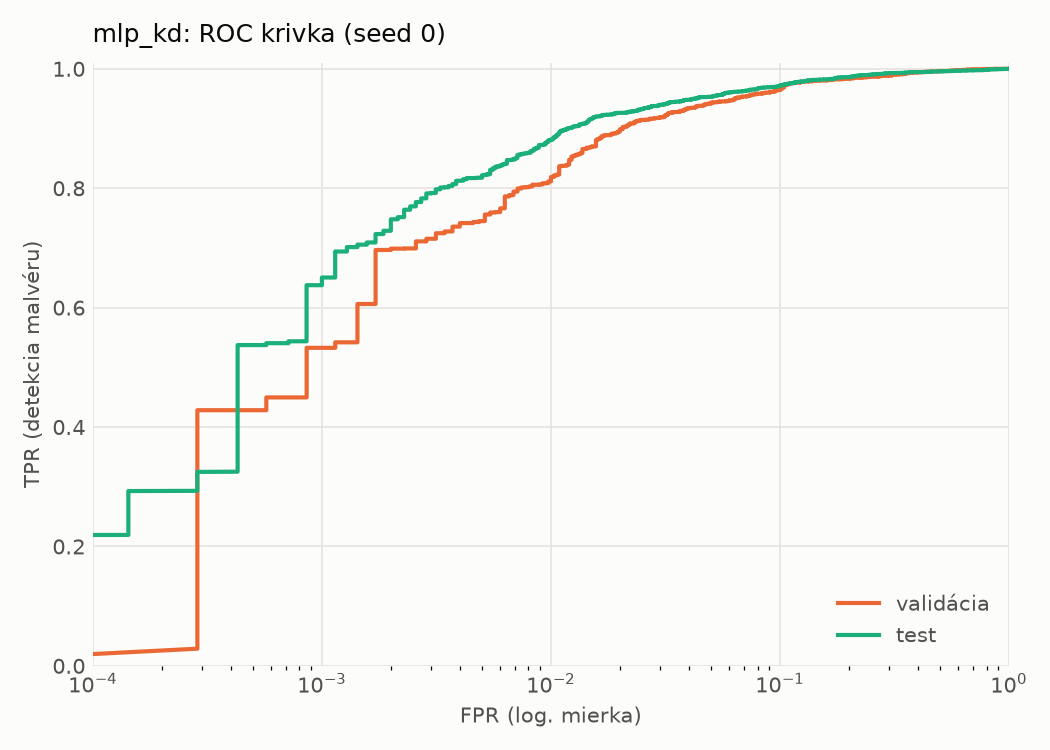 mlp_kd: ROC krivka (seed 0)
TPR (detekcia malvéru)
1.0
0.8
0.6
0.4
0.2
0.0
10⁻⁴ 10⁻³ 10⁻² 10⁻¹ 10⁰
FPR (log. mierka)
validácia
test